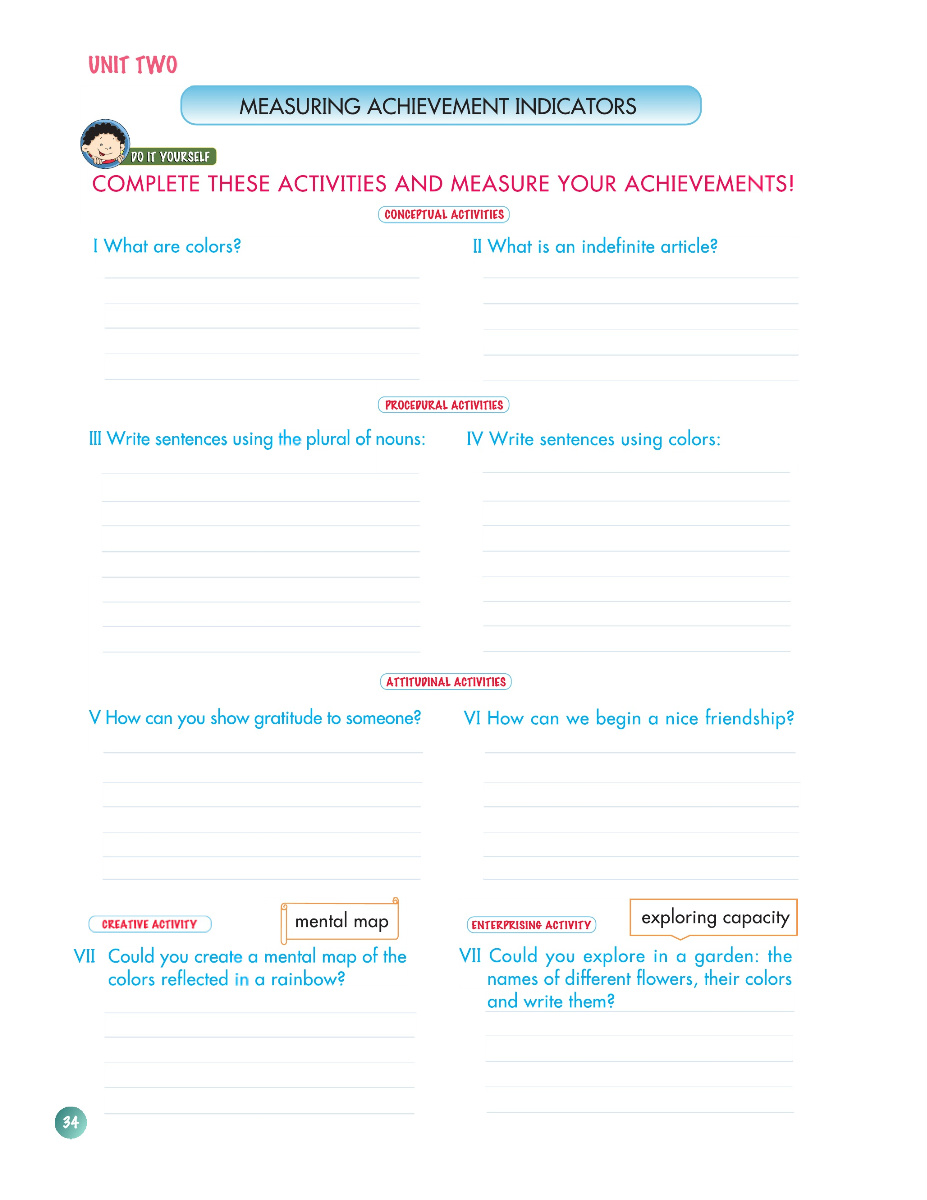 UNIT TWO
MEASURING ACHIEVEMENT INDICATORS
DO IT YOURSELF
COMPLETE THESE ACTIVITIES AND MEASURE YOUR ACHIEVEMENTS!
CONCEPTUAL ACTIVITIES
I What are colors?
II What is an indefinite article?
PROCEDURAL ACTIVITIES
III Write sentences using the plural of nouns:
IV Write sentences using colors:
ATTITUDINAL ACTIVITIES
V How can you show gratitude to someone?
VI How can we begin a nice friendship?
CREATIVE ACTIVITY
mental map
VII Could you create a mental map of the
colors reflected in a rainbow?
ENTERPRISING ACTIVITY
exploring capacity
VII Could you explore in a garden: the
names of different flowers, their colors
and write them?
34